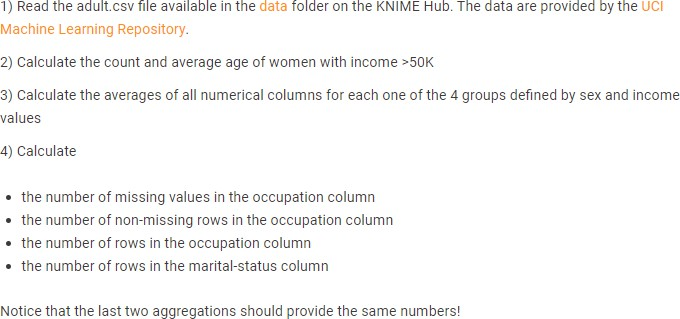 1) Read the adult.csv file available in the data folder on the KNIME Hub. The data are provided by the UCI
Machine Learning Repository.
2) Calculate the count and average age of women with income >50K
3) Calculate the averages of all numerical columns for each one of the 4 groups defined by sex and income
values
4) Calculate
• the number of missing values in the occupation column
• the number of non-missing rows in the occupation column
• the number of rows in the occupation column
• the number of rows in the marital-status column
Notice that the last two aggregations should provide the same numbers!